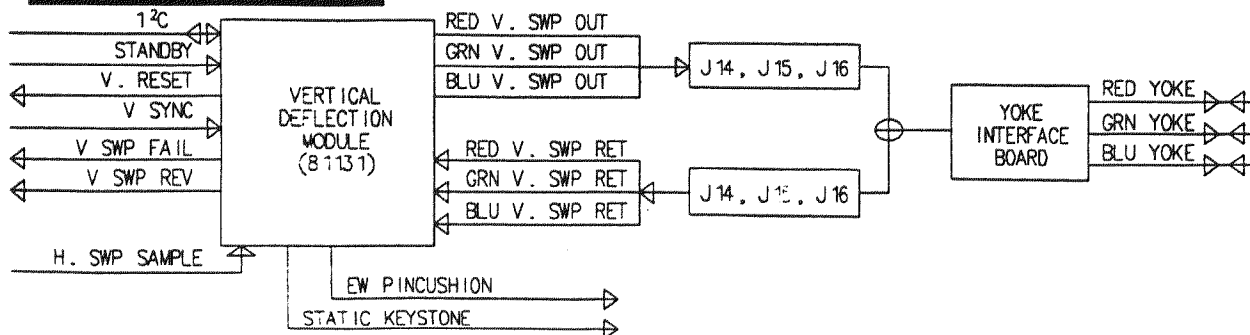 1²C
STANDBY
V. RESET
V SYNC
V SWP FAIL
V SWP REV
H. SWP SAMPLE
VERTICAL
DEFLECTION
MODULE
(81131)
RED V. SWP OUT
GRN V. SWP OUT
BLU V. SWP OUT
RED V. SWP RET
GRN V. SWP RET
BLU V. SWP RET
EW PINCUSHION
STATIC KEYSTONE
J14, J15, J16
J14, J15, J16
YOKE
INTERFACE
BOARD
RED YOKE
GRN YOKE
BLU YOKE